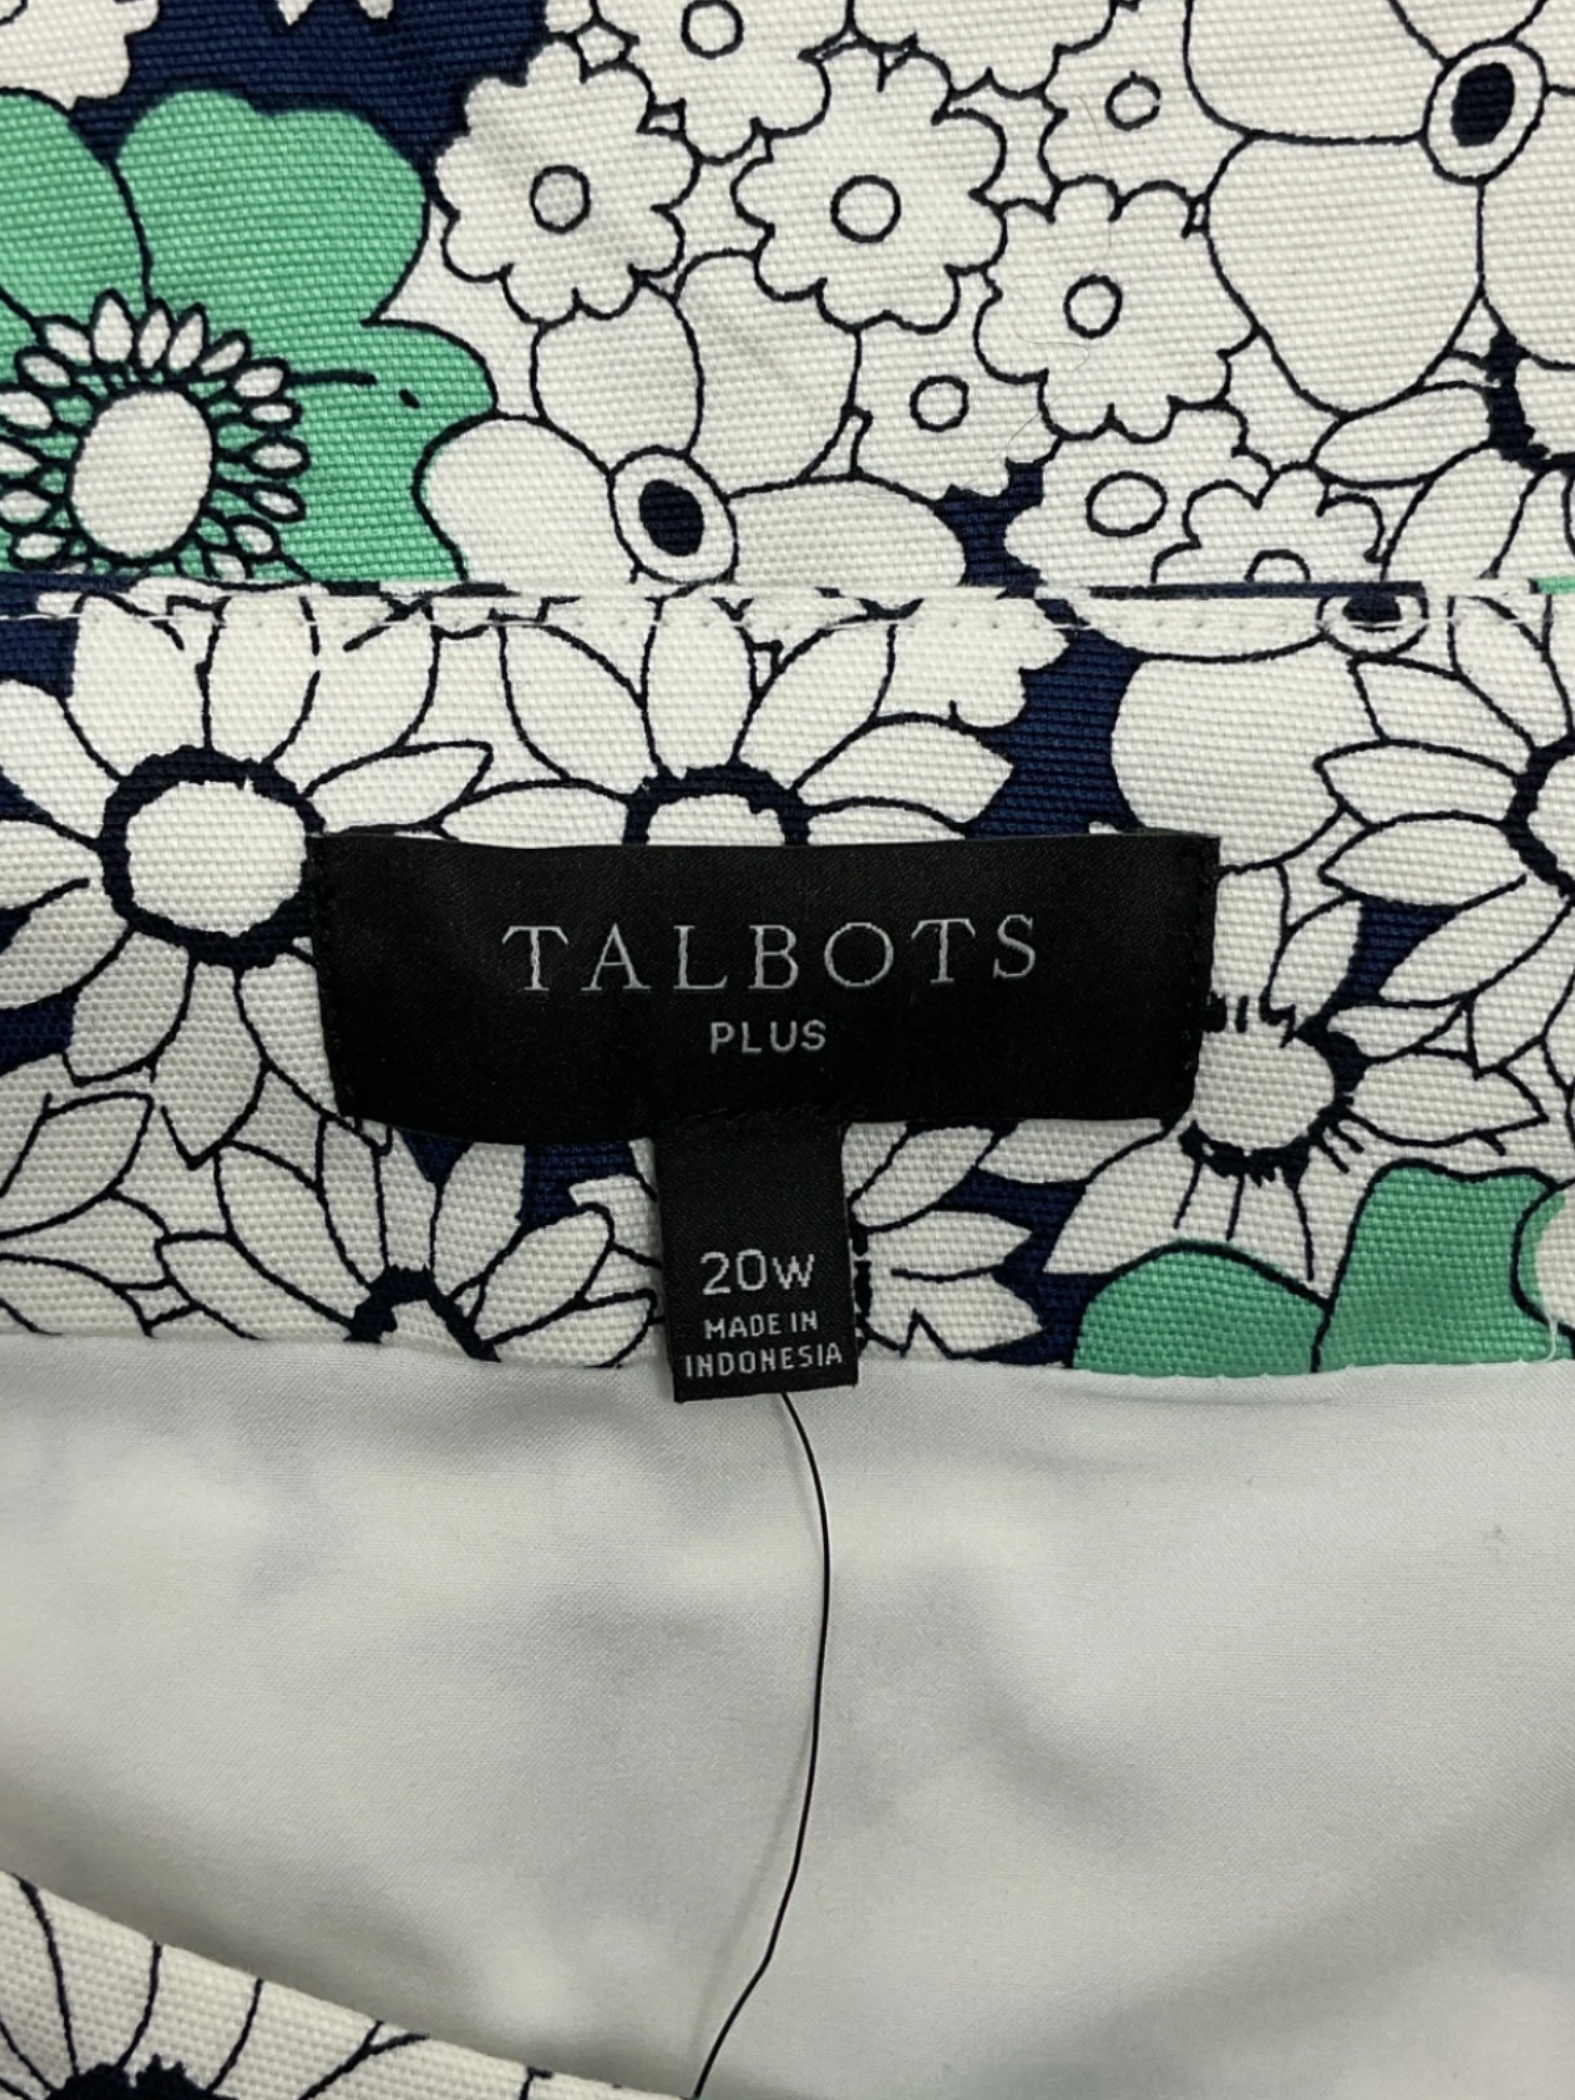 TALBOTS
PLUS
20W
MADE IN
INDONESIA